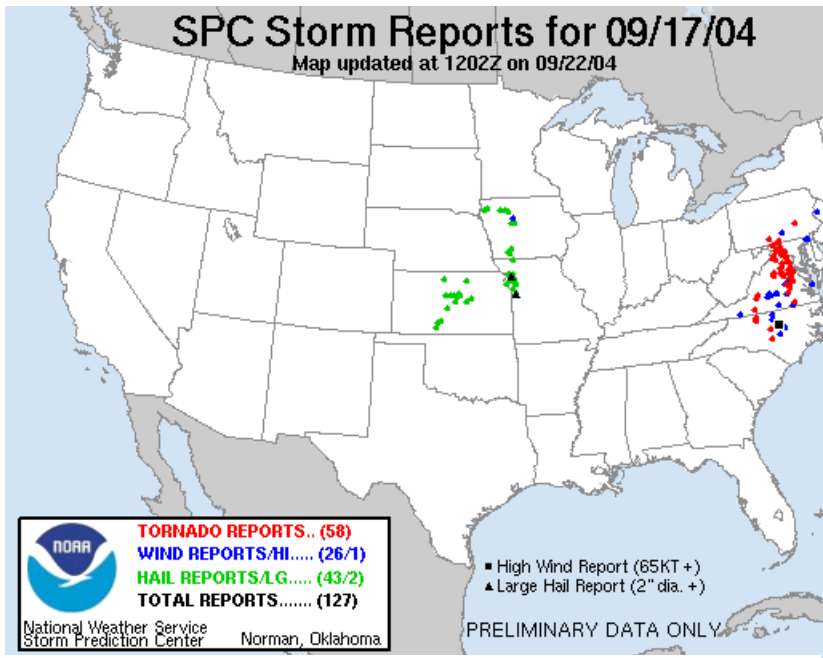 SPC Storm Reports for 09/17/04
Map updated at 1202Z on 09/22/04
NOAA
TORNADO REPORTS.. (58)
WIND REPORTS/HI..... (26/1)
HAIL REPORTS/LG..... (43/2)
TOTAL REPORTS....... (127)
National Weather Service
Storm Prediction Center
Norman, Oklahoma
High Wind Report (65KT +)
Large Hail Report (2" dia. +)
PRELIMINARY DATA ONLY